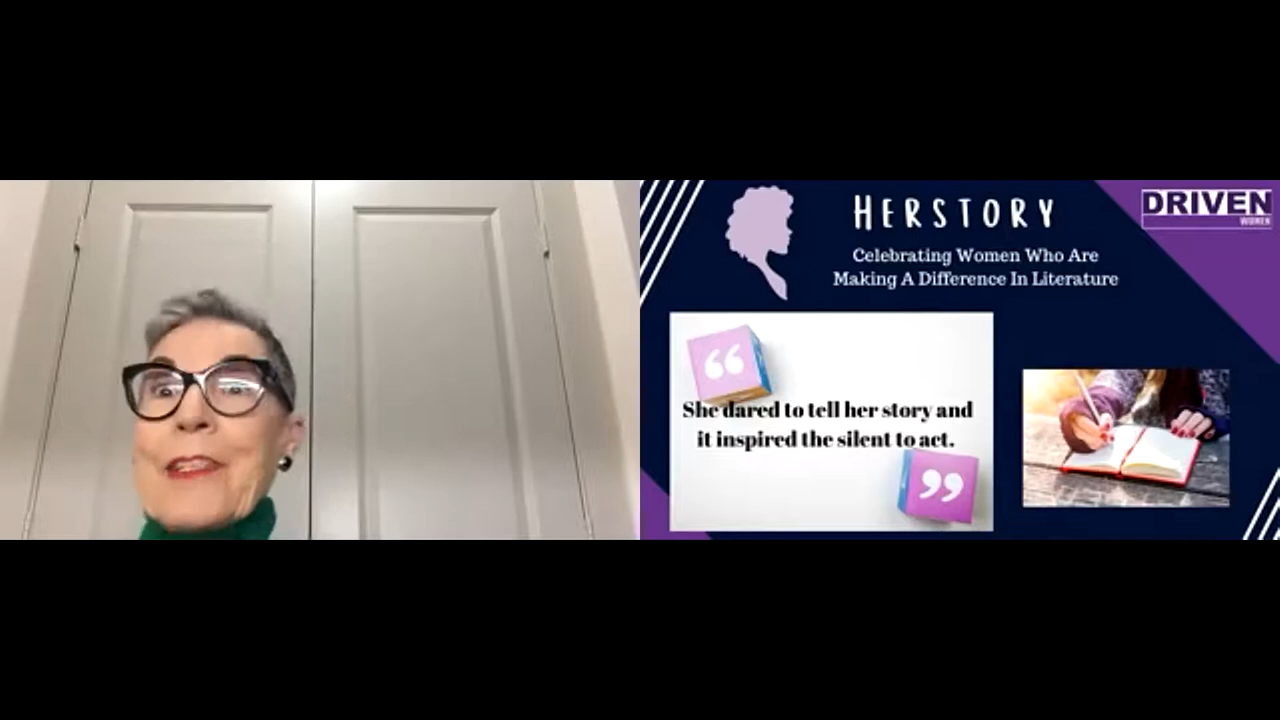 HERSTORY
DRIVEN
WOMEN
Celebrating Women Who Are
Making A Difference In Literature
“
She dared to tell her story and
it inspired the silent to act.
”